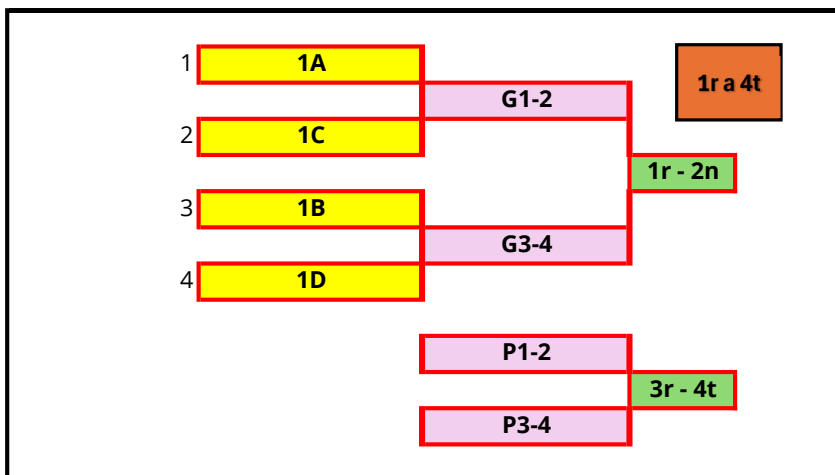 1 1A
1r a 4t
G1-2
2 1C
1r - 2n
3 1B
G3-4
4 1D
P1-2
3r - 4t
P3-4